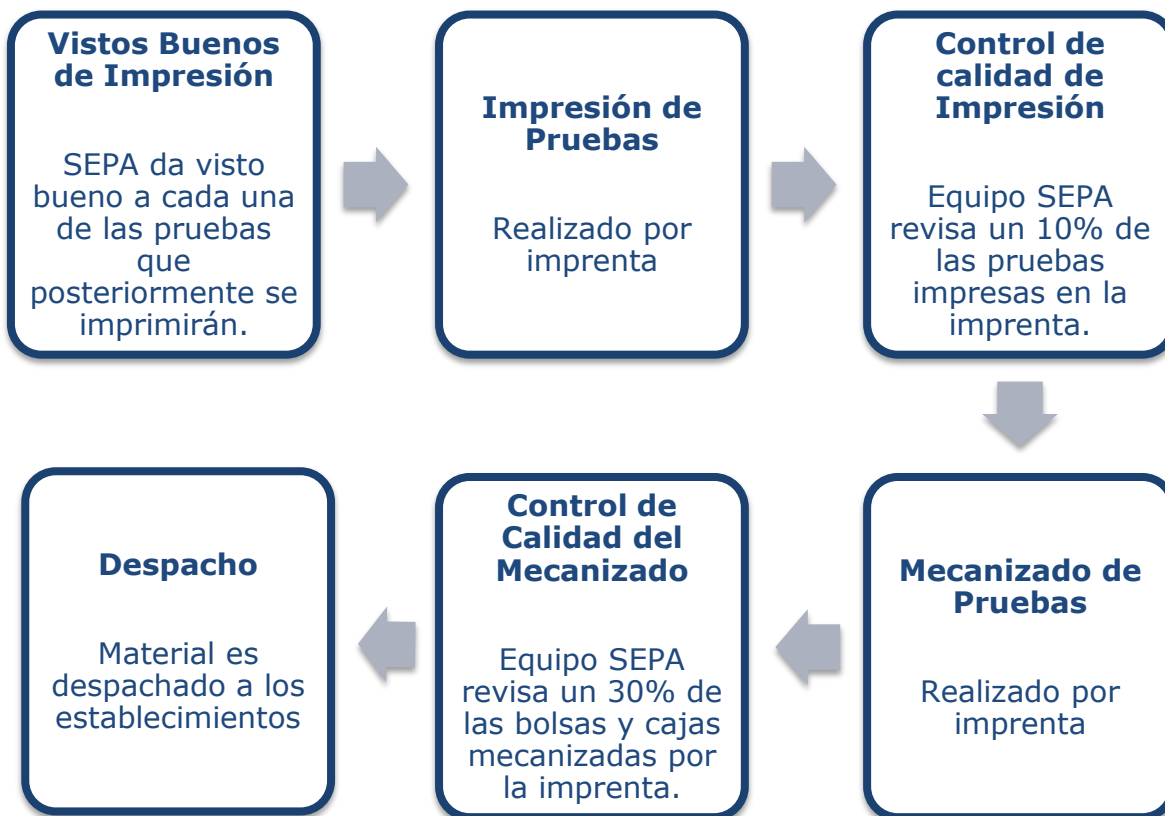 Vistos Buenos
de Impresión
SEPA da visto
bueno a cada una
de las pruebas
que
posteriormente se
imprimirán.
Impresión de
Pruebas
Realizado por
imprenta
Control de
calidad de
Impresión
Equipo SEPA
revisa un 10% de
las pruebas
impresas en la
imprenta.
Mecanizado de
Pruebas
Realizado por
imprenta
Control de
Calidad del
Mecanizado
Equipo SEPA
revisa un 30% de
las bolsas y cajas
mecanizadas por
la imprenta.
Despacho
Material es
despachado a los
establecimientos